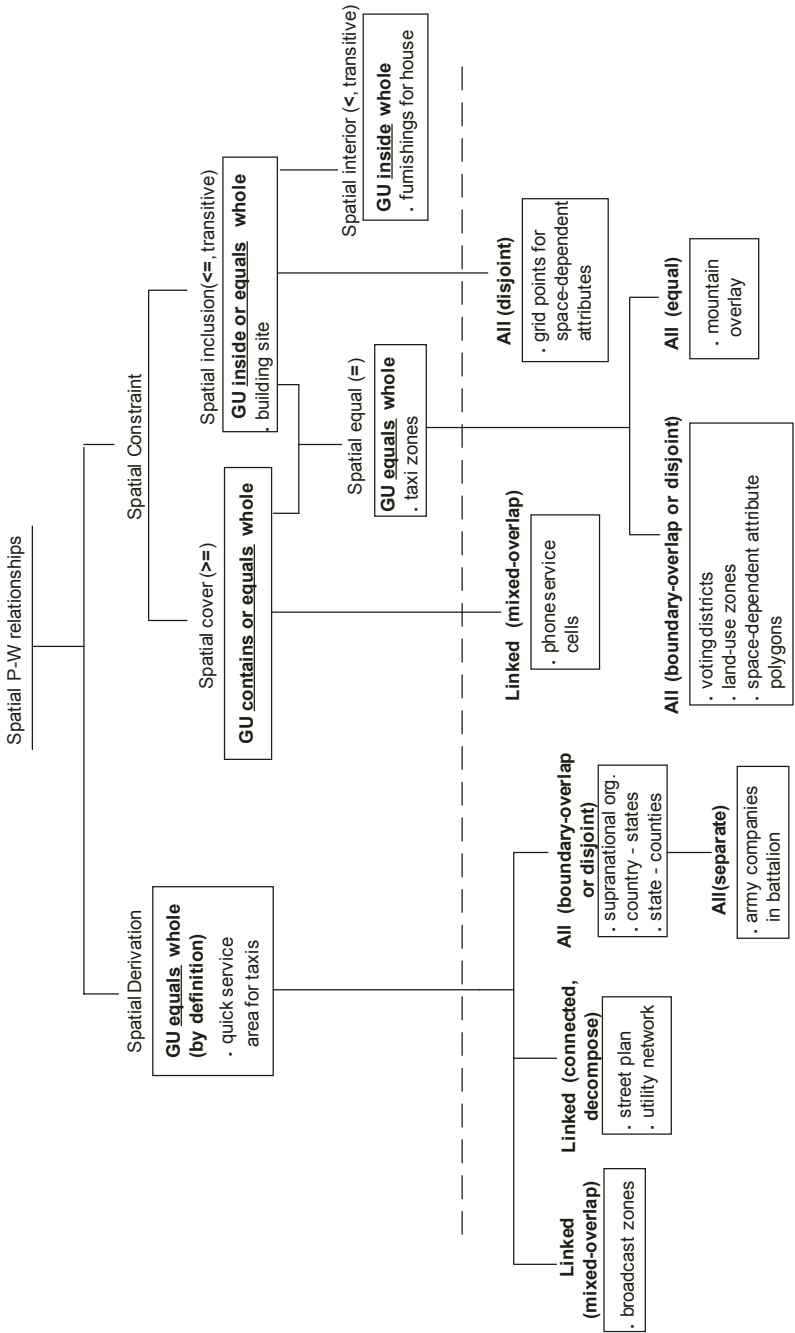 Spatial P-W relationships
Spatial Derivation
GU equals whole
(by definition)
. quick service
area for taxis
Spatial Constraint
Spatial cover (>=)
GU contains or equals whole
Spatial inclusion(<=, transitive)
GU inside or equals whole
. building site
Spatial equal (=)
GU equals whole
. taxi zones
Spatial interior (<, transitive)
GU inside whole
. furnishings for house
Linked
(mixed-overlap)
. broadcast zones
Linked (connected,
decompose)
. street plan
. utility network
All (boundary-overlap
or disjoint)
. supranational org.
. country - states
. state - counties
All(separate)
. army companies
in battalion
Linked (mixed-overlap)
. phone service
cells
All (disjoint)
. grid points for
space-dependent
attributes
All (boundary-overlap or disjoint)
. voting districts
. land-use zones
. space-dependent attribute
polygons
All (equal)
. mountain
overlay